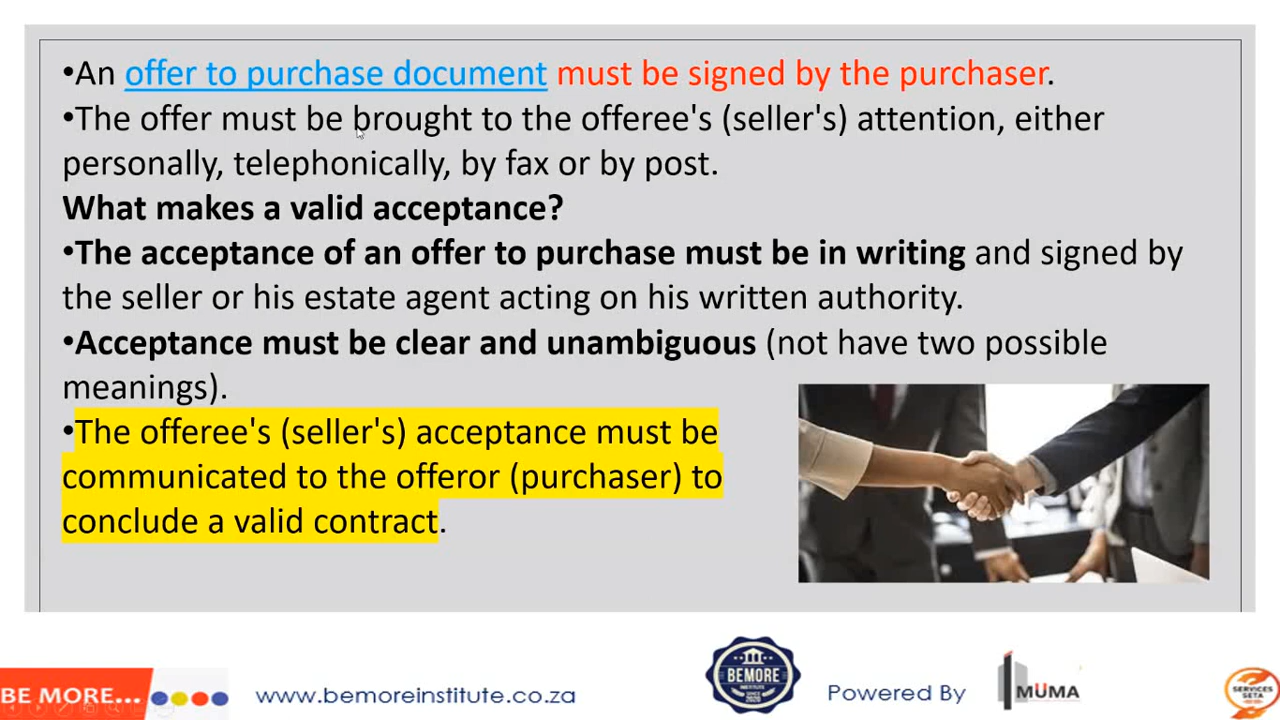 •An offer to purchase document must be signed by the purchaser.
•The offer must be brought to the offeree's (seller's) attention, either
personally, telephonically, by fax or by post.
What makes a valid acceptance?
•The acceptance of an offer to purchase must be in writing and signed by
the seller or his estate agent acting on his written authority.
•Acceptance must be clear and unambiguous (not have two possible
meanings).
•The offeree's (seller's) acceptance must be
communicated to the offeror (purchaser) to
conclude a valid contract.
BE MORE...
www.bemoreinstitute.co.za
BEMORE
INSTITUTE
Powered By
MÜMA
SERVICES
SETA